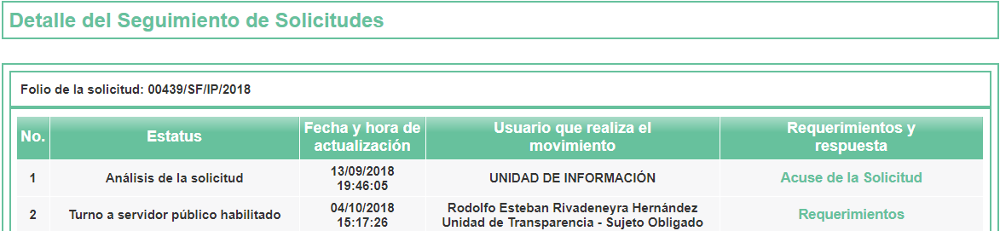 Detalle del Seguimiento de Solicitudes
Folio de la solicitud: 00439/SF/IP/2018
No.
Estatus
Fecha y hora de
actualización
Usuario que realiza el
movimiento
Requerimientos y
respuesta
1
Análisis de la solicitud
13/09/2018
19:46:05
UNIDAD DE INFORMACIÓN
Acuse de la Solicitud
2
Turno a servidor público habilitado
04/10/2018
15:17:26
Rodolfo Esteban Rivadeneyra Hernández
Unidad de Transparencia - Sujeto Obligado
Requerimientos